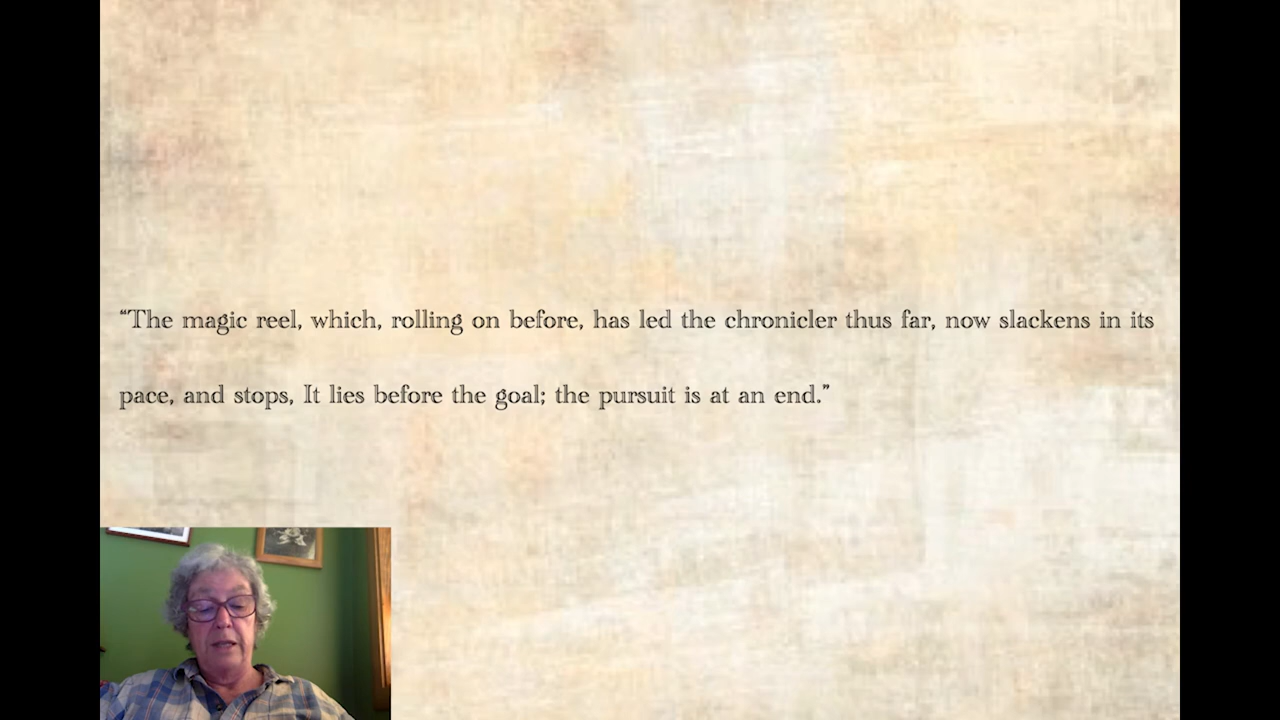 “The magic reel, which, rolling on before, has led the chronicler thus far, now slackens in its
pace, and stops, It lies before the goal; the pursuit is at an end.”